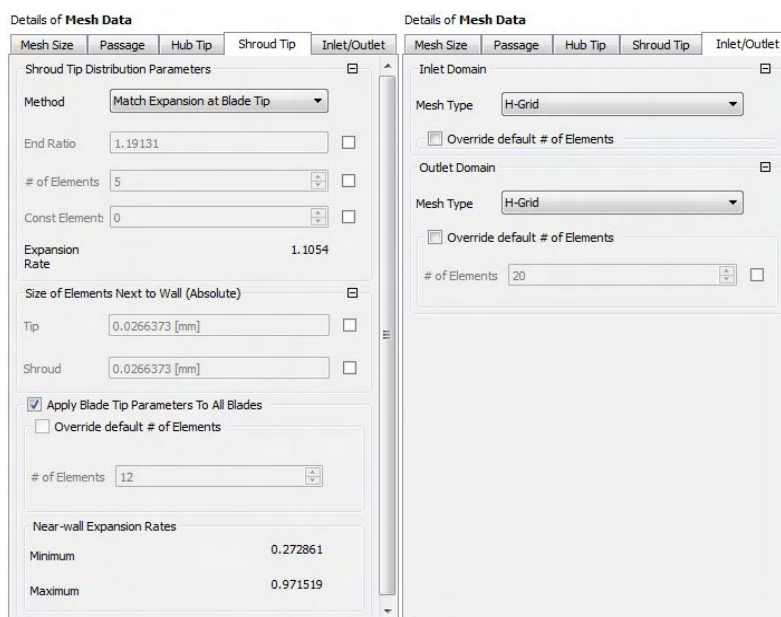 Details of Mesh Data
Mesh Size Passage Hub Tip Shroud Tip Inlet/Outlet
Shroud Tip Distribution Parameters
Method Match Expansion at Blade Tip
End Ratio 1.19131
# of Elements 5
Const Element: 0
Expansion Rate 1.1054
Size of Elements Next to Wall (Absolute)
Tip 0.0266373 [mm]
Shroud 0.0266373 [mm]
Apply Blade Tip Parameters To All Blades
Override default # of Elements
# of Elements 12
Near-wall Expansion Rates
Minimum 0.272861
Maximum 0.971519
Details of Mesh Data
Mesh Size Passage Hub Tip Shroud Tip Inlet/Outlet
Inlet Domain
Mesh Type H-Grid
Override default # of Elements
Outlet Domain
Mesh Type H-Grid
Override default # of Elements
# of Elements 20